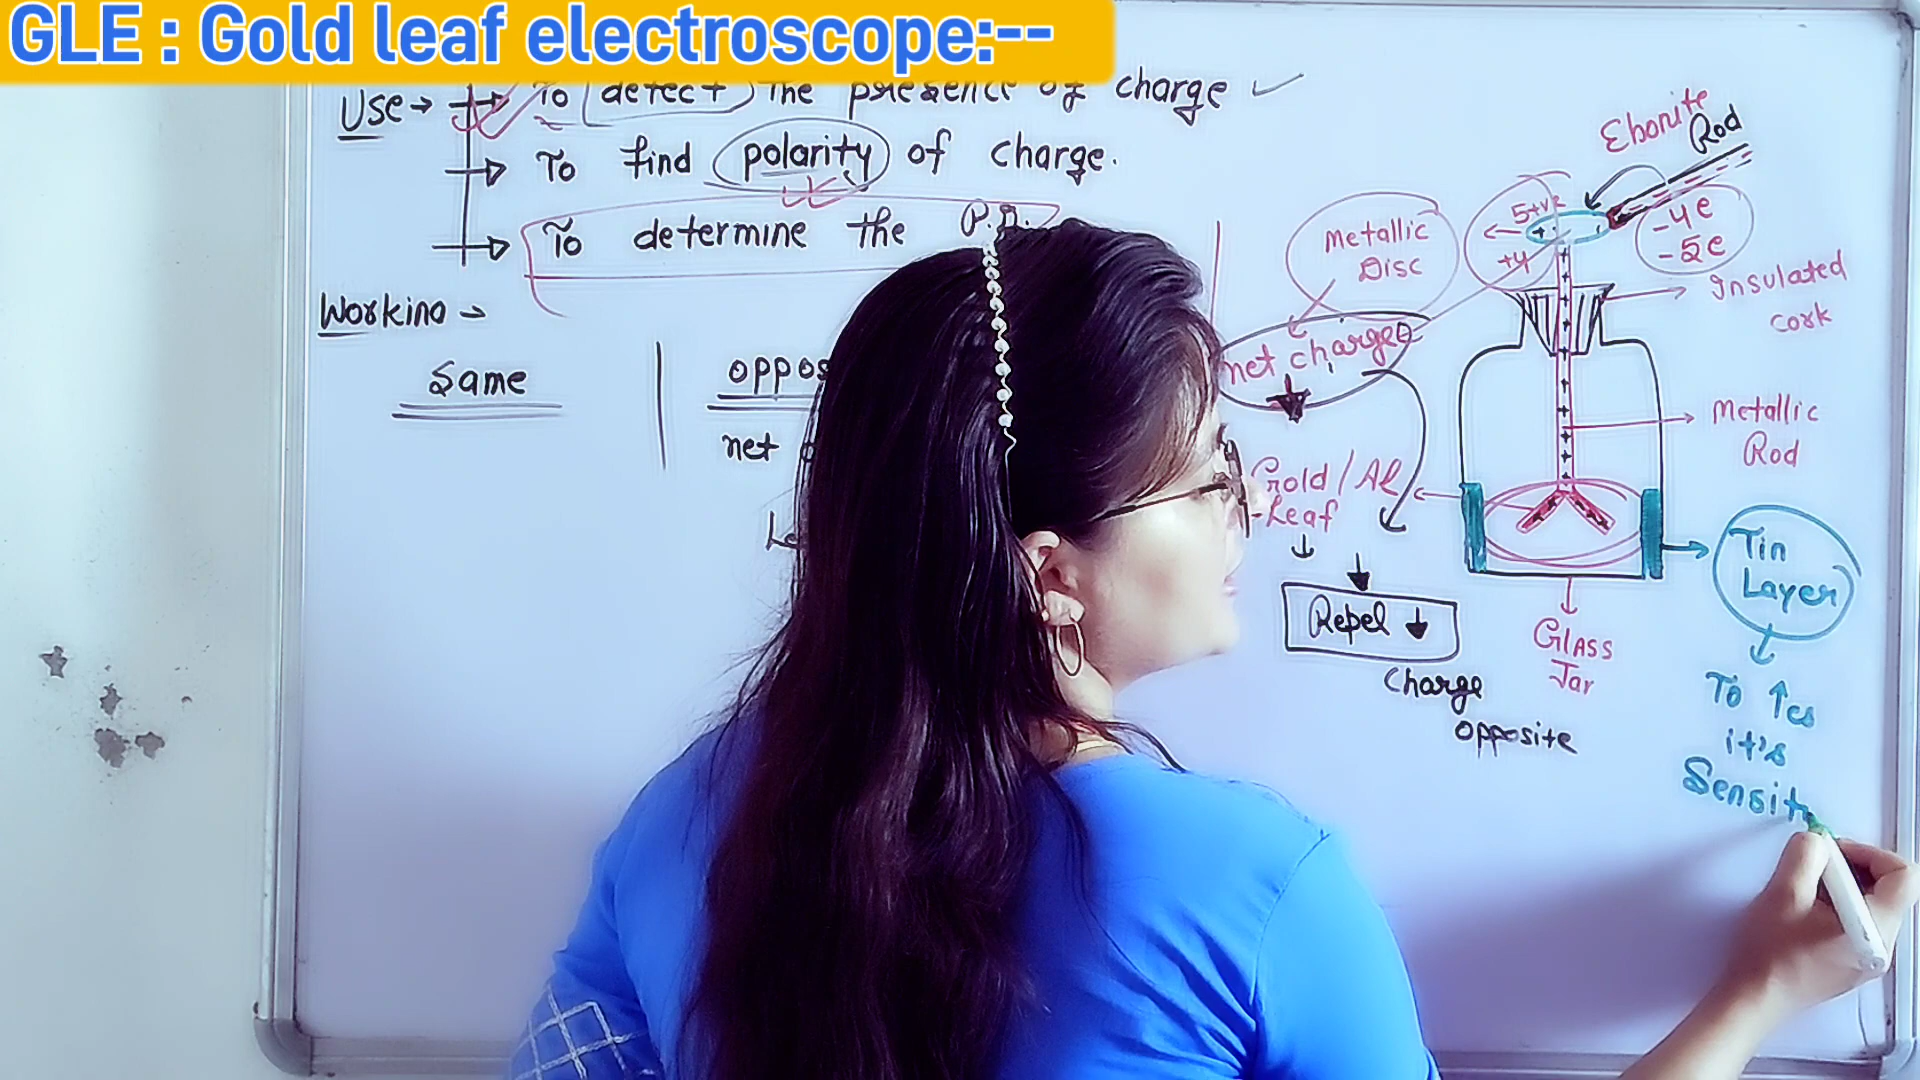 GLE : Gold leaf electroscope:--
Use → To detect the presence of charge
→ To find polarity of charge.
→ To determine the P.D.
Working →
Same
oppos
net
Ebonite
Rod
5+ve
+4
-4e
-5e
Metallic
Disc
net charge
Insulated
cork
Metallic
Rod
Gold / Al
Leaf
Repel ↓
Charge
opposite
Glass
Jar
Tin
Layer
To ↑es
it's
Sensit